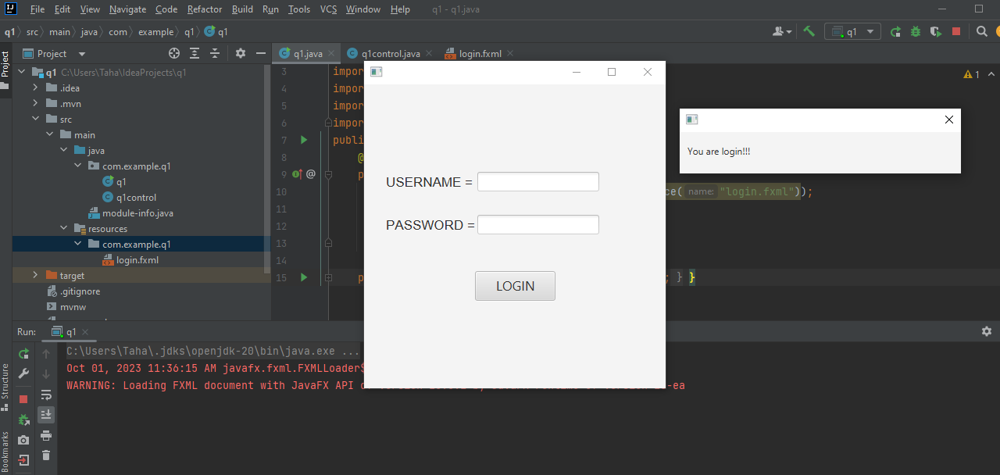 File Edit View Navigate Code Refactor Build Run Tools VCS Window Help q1 - q1.java
q1 src main java com example q1 q1
q1
Project
Project
q1.java
q1control.java
login.fxml
q1 C:\Users\Taha\IdeaProjects\q1
.idea
.mvn
src
main
java
com.example.q1
q1
q1control
module-info.java
resources
com.example.q1
login.fxml
target
.gitignore
mvnw
3 impor
4 impor
5 impor
6 impor
7 publi
8 @
9 @ p
10 ce( name: "login.fxml");
11
12
13
14
15 p ; } }
1
USERNAME =
PASSWORD =
LOGIN
You are login!!!
Run: q1
C:\Users\Taha\.jdks\openjdk-20\bin\java.exe ...
Oct 01, 2023 11:36:15 AM javafx.fxml.FXMLLoader
WARNING: Loading FXML document with JavaFX API
-ea
Structure
Bookmarks